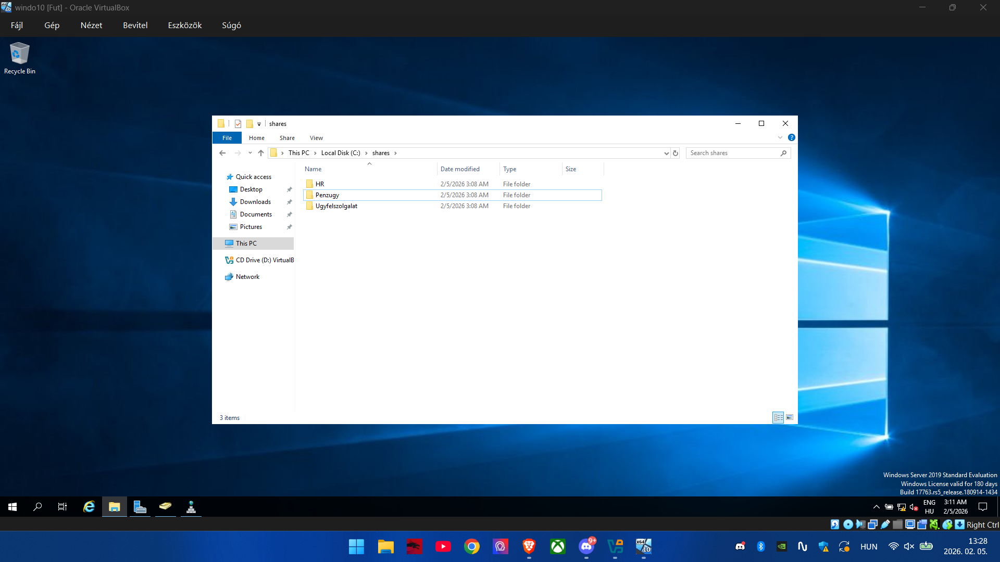 windo10 [Fut] - Oracle VirtualBox
Fájl Gép Nézet Bevitel Eszközök Súgó
Recycle Bin
shares
File Home Share View
This PC Local Disk (C:) shares
Search shares
Name Date modified Type Size
Quick access
Desktop
Downloads
Documents
Pictures
This PC
CD Drive (D:) VirtualB
Network
HR 2/5/2026 3:08 AM File folder
Penzugy 2/5/2026 3:08 AM File folder
Ugyfelszolgalat 2/5/2026 3:08 AM File folder
3 items
Windows Server 2019 Standard Evaluation
Windows License valid for 180 days
Build 17763.rs5_release.180914-1434
ENG
HU
3:11 AM
2/5/2026
Right Ctrl
9+
x64
10
HUN
13:28
2026. 02. 05.